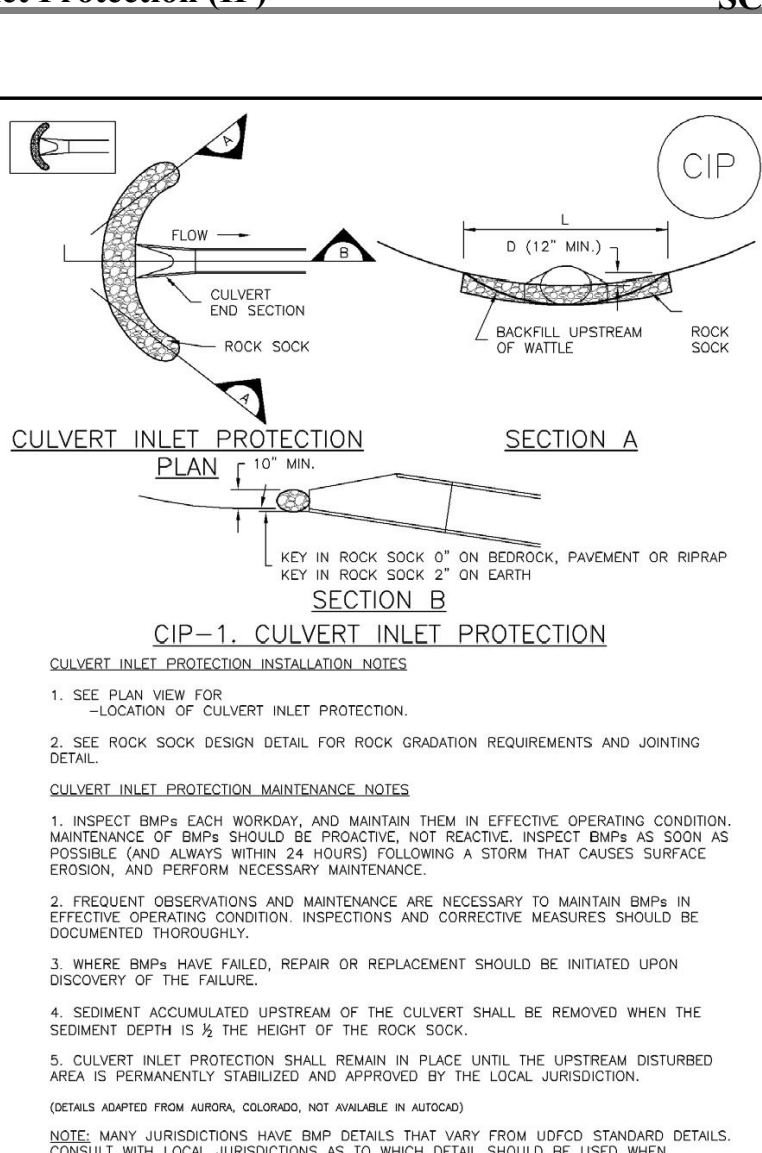 et Protection (IP)
SC
A
CIP
L
FLOW
D (12" MIN.)
B
CULVERT
END SECTION
BACKFILL UPSTREAM
OF WATTLE
ROCK
SOCK
ROCK SOCK
A
CULVERT INLET PROTECTION
PLAN
SECTION A
10" MIN.
KEY IN ROCK SOCK 0" ON BEDROCK, PAVEMENT OR RIPRAP
KEY IN ROCK SOCK 2" ON EARTH
SECTION B
CIP-1. CULVERT INLET PROTECTION
CULVERT INLET PROTECTION INSTALLATION NOTES
1. SEE PLAN VIEW FOR
-LOCATION OF CULVERT INLET PROTECTION.
2. SEE ROCK SOCK DESIGN DETAIL FOR ROCK GRADATION REQUIREMENTS AND JOINTING
DETAIL.
CULVERT INLET PROTECTION MAINTENANCE NOTES
1. INSPECT BMPs EACH WORKDAY, AND MAINTAIN THEM IN EFFECTIVE OPERATING CONDITION.
MAINTENANCE OF BMPs SHOULD BE PROACTIVE, NOT REACTIVE. INSPECT BMPs AS SOON AS
POSSIBLE (AND ALWAYS WITHIN 24 HOURS) FOLLOWING A STORM THAT CAUSES SURFACE
EROSION, AND PERFORM NECESSARY MAINTENANCE.
2. FREQUENT OBSERVATIONS AND MAINTENANCE ARE NECESSARY TO MAINTAIN BMPs IN
EFFECTIVE OPERATING CONDITION. INSPECTIONS AND CORRECTIVE MEASURES SHOULD BE
DOCUMENTED THOROUGHLY.
3. WHERE BMPs HAVE FAILED, REPAIR OR REPLACEMENT SHOULD BE INITIATED UPON
DISCOVERY OF THE FAILURE.
4. SEDIMENT ACCUMULATED UPSTREAM OF THE CULVERT SHALL BE REMOVED WHEN THE
SEDIMENT DEPTH IS ½ THE HEIGHT OF THE ROCK SOCK.
5. CULVERT INLET PROTECTION SHALL REMAIN IN PLACE UNTIL THE UPSTREAM DISTURBED
AREA IS PERMANENTLY STABILIZED AND APPROVED BY THE LOCAL JURISDICTION.
(DETAILS ADAPTED FROM AURORA, COLORADO, NOT AVAILABLE IN AUTOCAD)
NOTE: MANY JURISDICTIONS HAVE BMP DETAILS THAT VARY FROM UDFCD STANDARD DETAILS.
CONSULT WITH LOCAL JURISDICTIONS AS TO WHICH DETAIL SHOULD BE USED WHEN